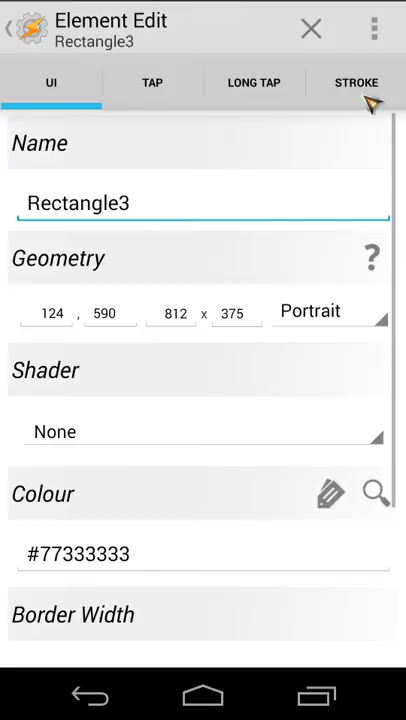 Element Edit
Rectangle3
UI TAP LONG TAP STROKE
Name
Rectangle3
Geometry ?
124 , 590 812 x 375 Portrait
Shader
None
Colour
#77333333
Border Width